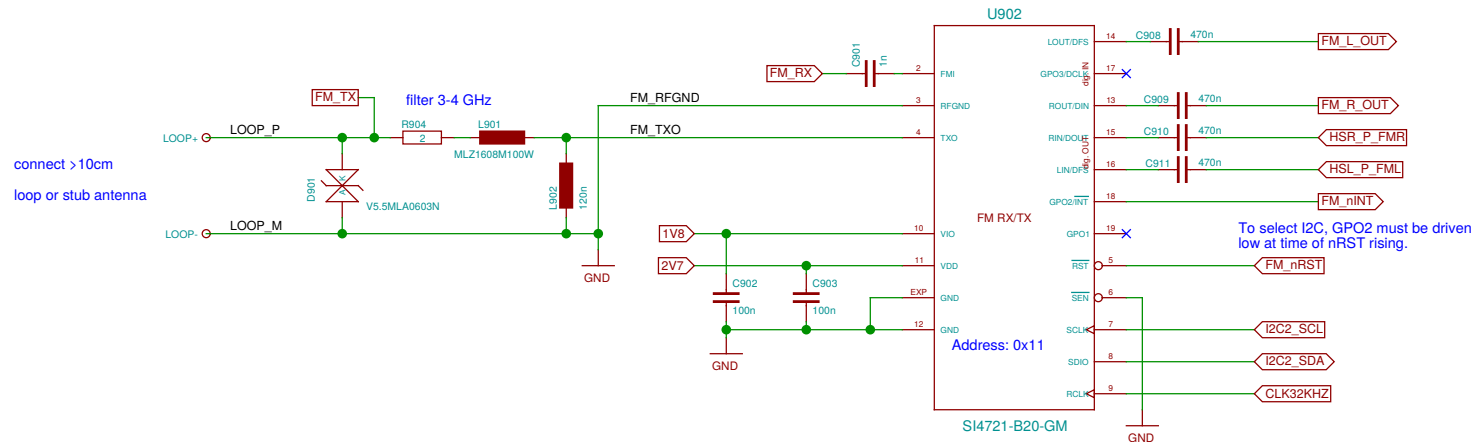 U902
FM_TX
filter 3-4 GHz
R904
2
L901
MLZ1608M100W
LOOP+
LOOP_P
connect >10cm
loop or stub antenna
D901
A
K
V5.5MLA0603N
L902
120n
LOOP-
LOOP_M
GND
FM_RFGND
FM_TXO
FM_RX
C901
1n
2
FMI
3
RFGND
4
TXO
1V8
10
VIO
2V7
11
VDD
EXP
GND
12
GND
C902
100n
C903
100n
GND
FM RX/TX
Address: 0x11
SI4721-B20-GM
LOUT/DFS
14
C908
470n
FM_L_OUT
dig. IN
GPO3/DCLK
17
ROUT/DIN
13
C909
470n
FM_R_OUT
RIN/DOUT
15
C910
470n
HSR_P_FMR
dig. OUT
LIN/DFS
16
C911
470n
HSL_P_FML
GPO2/INT
18
FM_nINT
GPO1
19
To select I2C, GPO2 must be driven
low at time of nRST rising.
RST
5
FM_nRST
SEN
6
SCLK
7
I2C2_SCL
SDIO
8
I2C2_SDA
RCLK
9
CLK32KHZ
GND